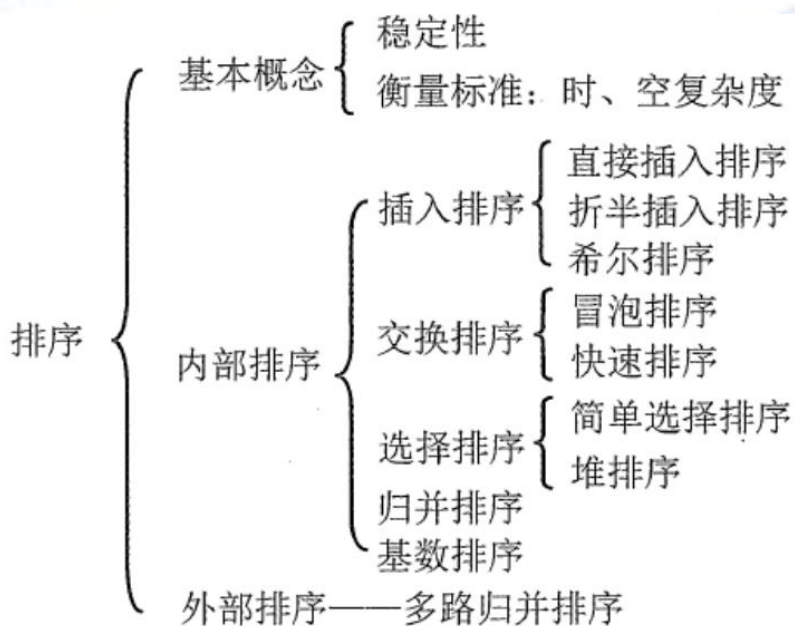 稳定性
基本概念
衡量标准：时、空复杂度
直接插入排序
插入排序
折半插入排序
希尔排序
冒泡排序
排序
交换排序
内部排序
快速排序
简单选择排序
选择排序
堆排序
归并排序
基数排序
外部排序——多路归并排序